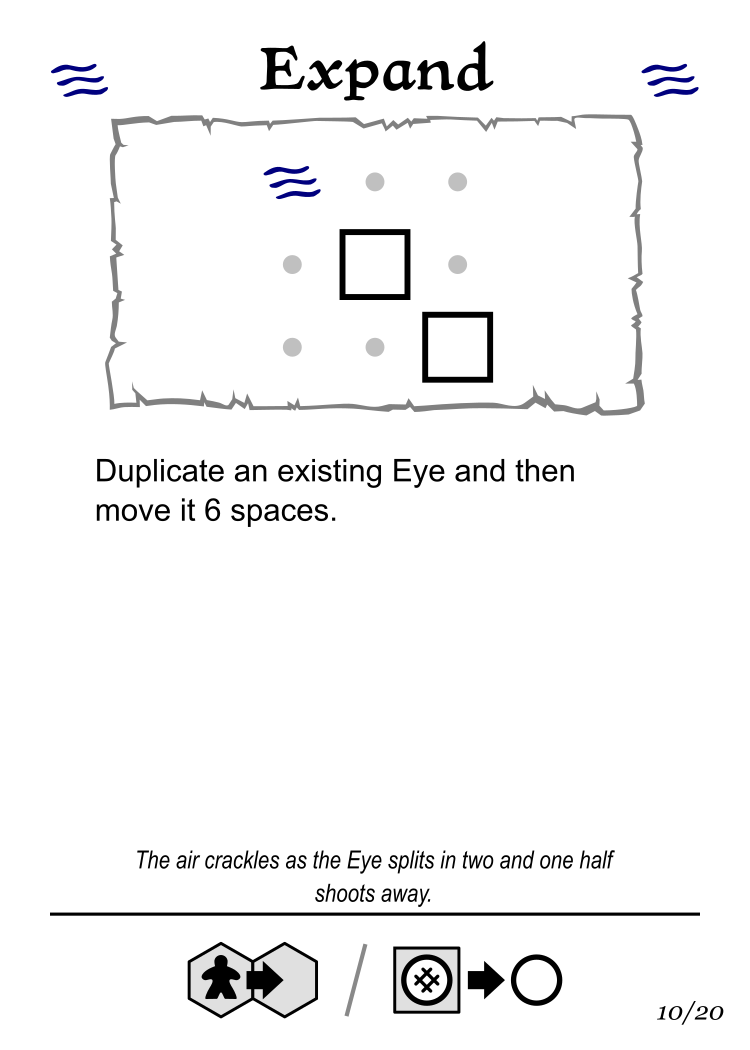 Expand
Duplicate an existing Eye and then
move it 6 spaces.
The air crackles as the Eye splits in two and one half
shoots away.
10/20